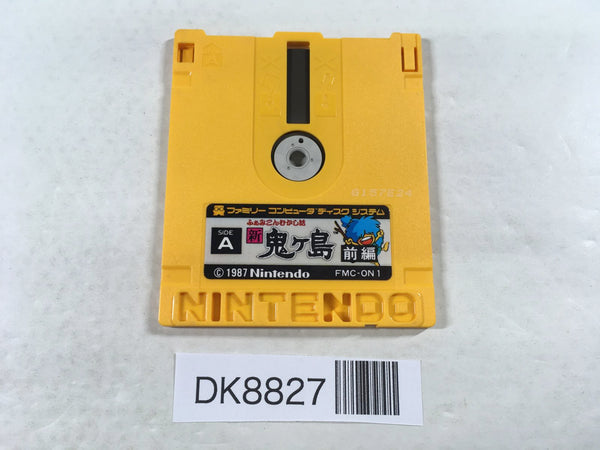 A
G157E24
ファミリー コンピュータ ディスク システム
ふぁみこんむかし話
SIDE A
新 鬼ヶ島 前編
© 1987 Nintendo
FMC-ON1
NINTENDO
DK8827